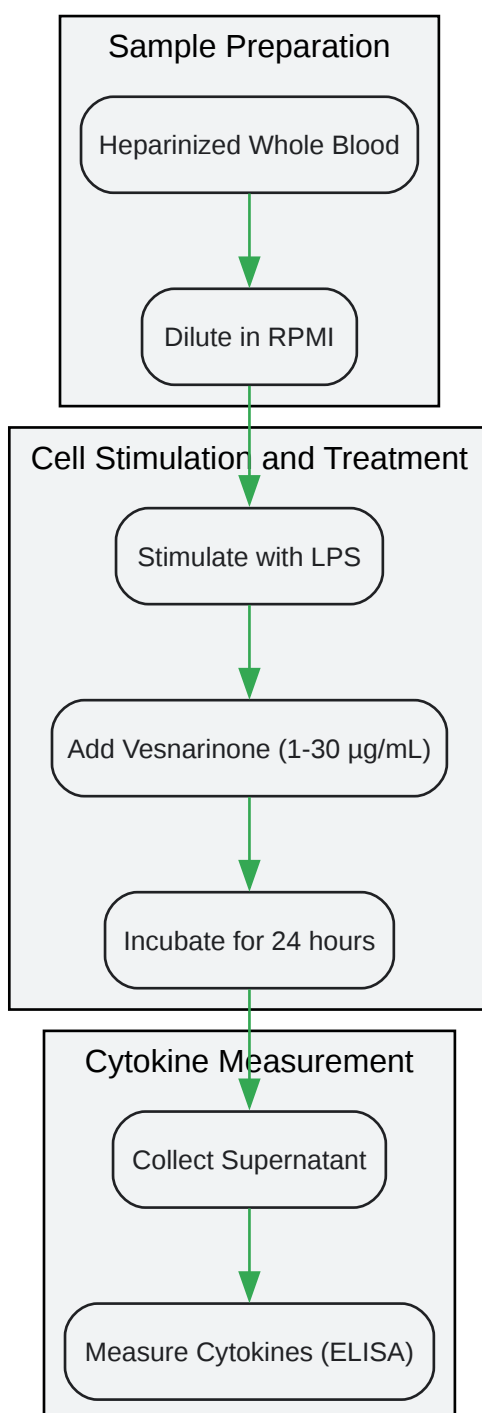 Sample Preparation
Heparinized Whole Blood
Dilute in RPMI
Cell Stimulation and Treatment
Stimulate with LPS
Add Vesnarinone (1-30 µg/mL)
Incubate for 24 hours
Cytokine Measurement
Collect Supernatant
Measure Cytokines (ELISA)